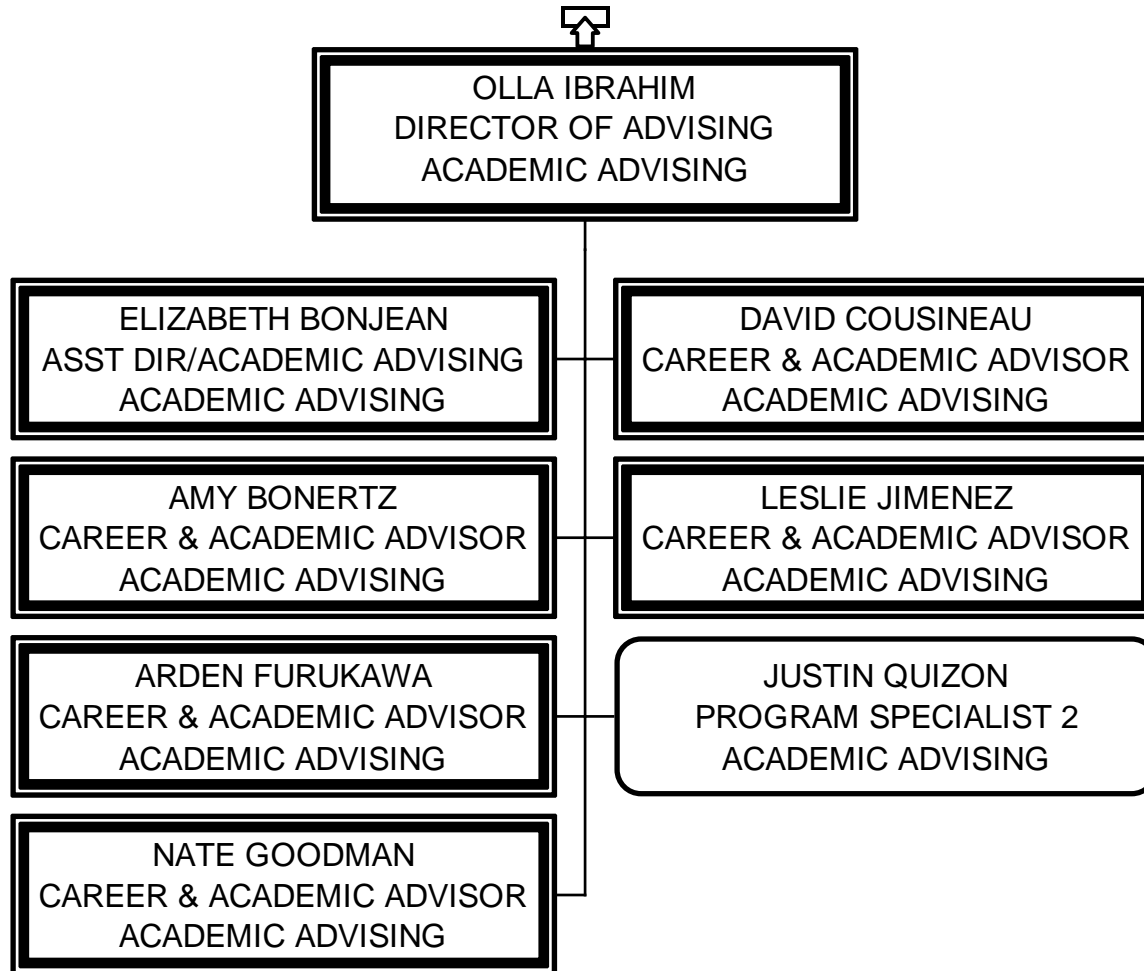 OLLA IBRAHIM
DIRECTOR OF ADVISING
ACADEMIC ADVISING
ELIZABETH BONJEAN
ASST DIR/ACADEMIC ADVISING
ACADEMIC ADVISING
DAVID COUSINEAU
CAREER & ACADEMIC ADVISOR
ACADEMIC ADVISING
AMY BONERTZ
CAREER & ACADEMIC ADVISOR
ACADEMIC ADVISING
LESLIE JIMENEZ
CAREER & ACADEMIC ADVISOR
ACADEMIC ADVISING
ARDEN FURUKAWA
CAREER & ACADEMIC ADVISOR
ACADEMIC ADVISING
JUSTIN QUIZON
PROGRAM SPECIALIST 2
ACADEMIC ADVISING
NATE GOODMAN
CAREER & ACADEMIC ADVISOR
ACADEMIC ADVISING